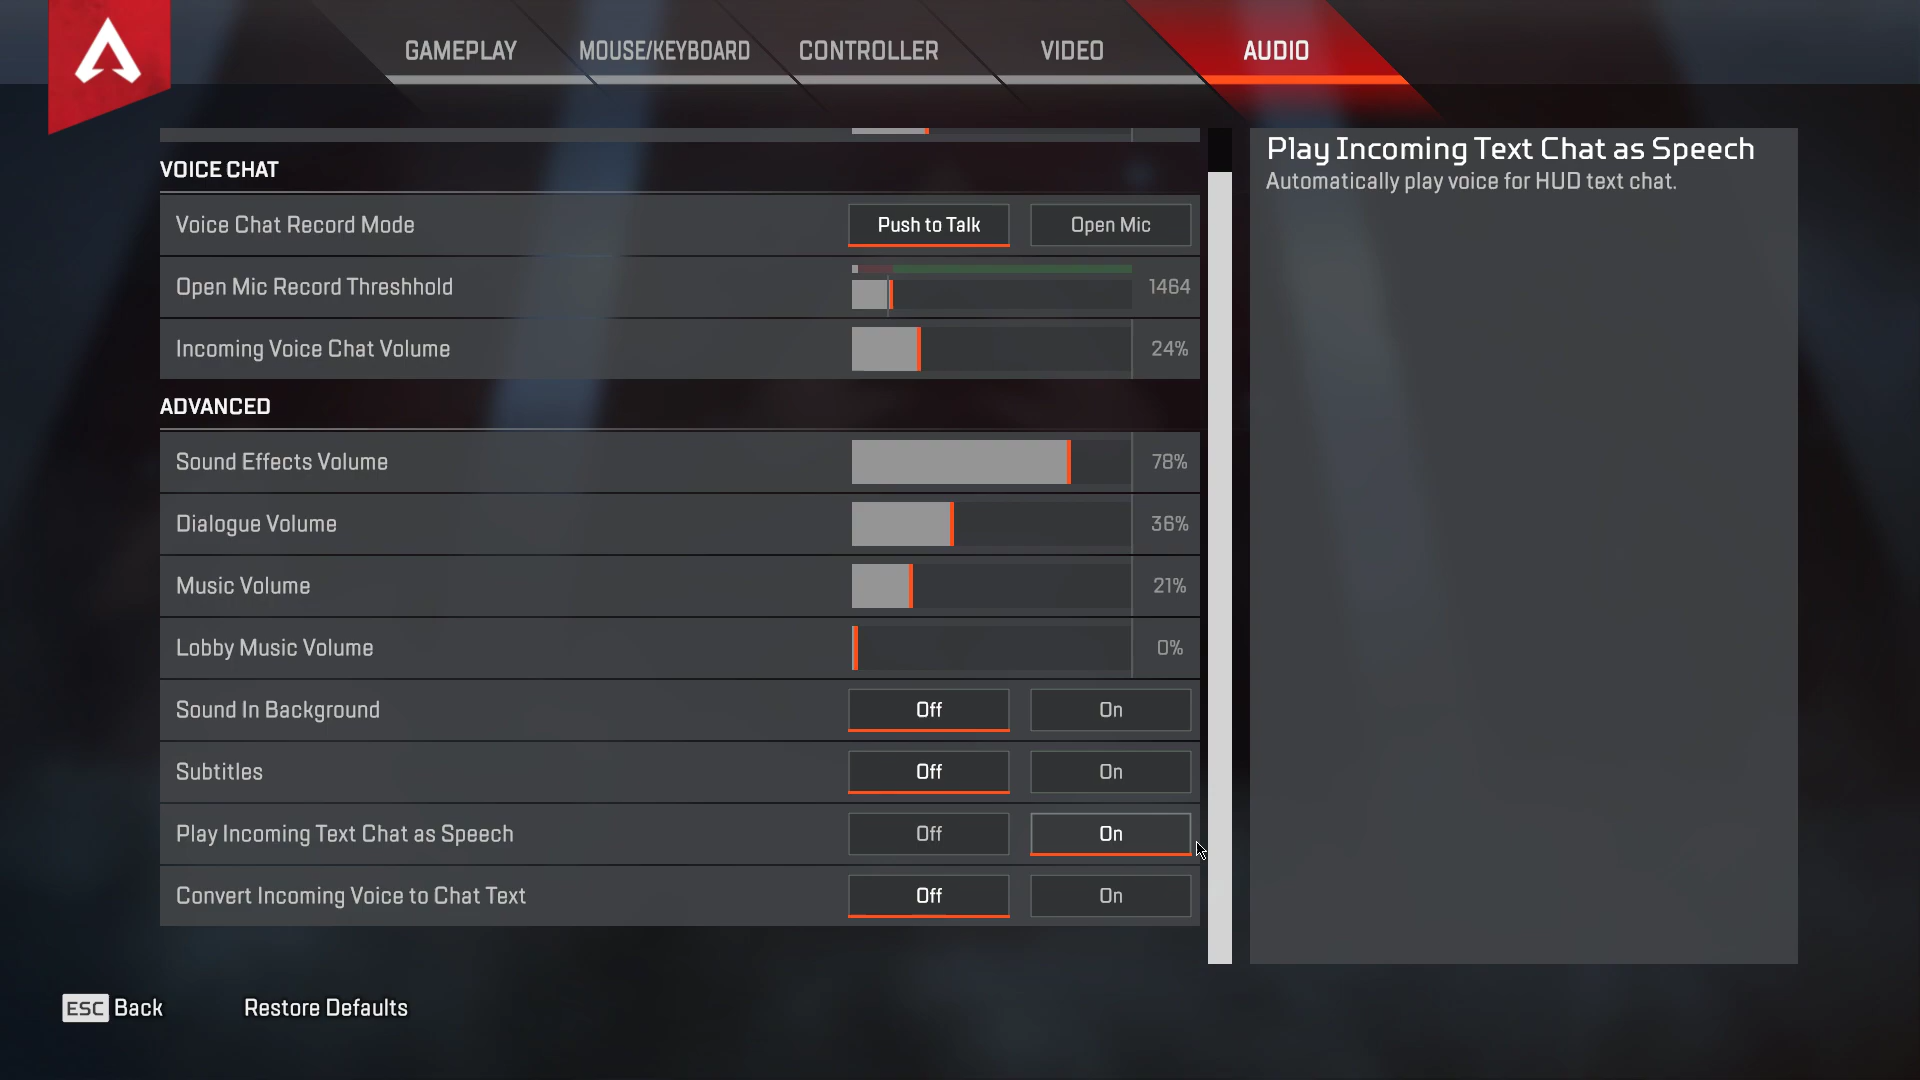 GAMEPLAY MOUSE/KEYBOARD CONTROLLER VIDEO AUDIO
VOICE CHAT
Voice Chat Record Mode Push to Talk Open Mic
Open Mic Record Threshhold 1464
Incoming Voice Chat Volume 24%
ADVANCED
Sound Effects Volume 78%
Dialogue Volume 36%
Music Volume 21%
Lobby Music Volume 0%
Sound In Background Off On
Subtitles Off On
Play Incoming Text Chat as Speech Off On
Convert Incoming Voice to Chat Text Off On
Play Incoming Text Chat as Speech
Automatically play voice for HUD text chat.
ESC Back Restore Defaults